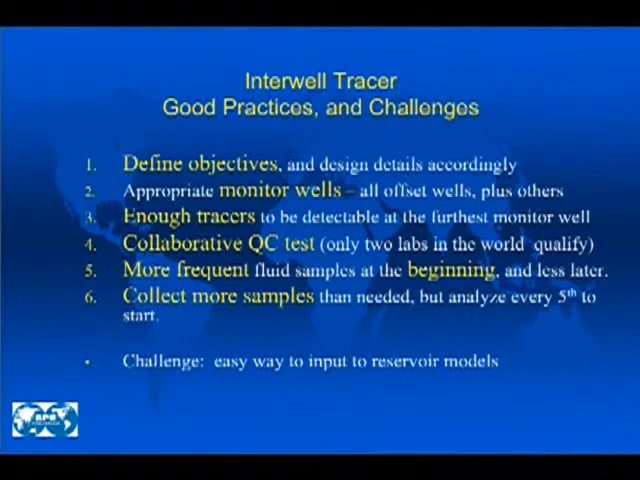 Interwell Tracer
Good Practices, and Challenges
1. Define objectives, and design details accordingly
2. Appropriate monitor wells – all offset wells, plus others
3. Enough tracers to be detectable at the furthest monitor well
4. Collaborative QC test (only two labs in the world qualify)
5. More frequent fluid samples at the beginning, and less later.
6. Collect more samples than needed, but analyze every 5th to
start.
• Challenge: easy way to input to reservoir models